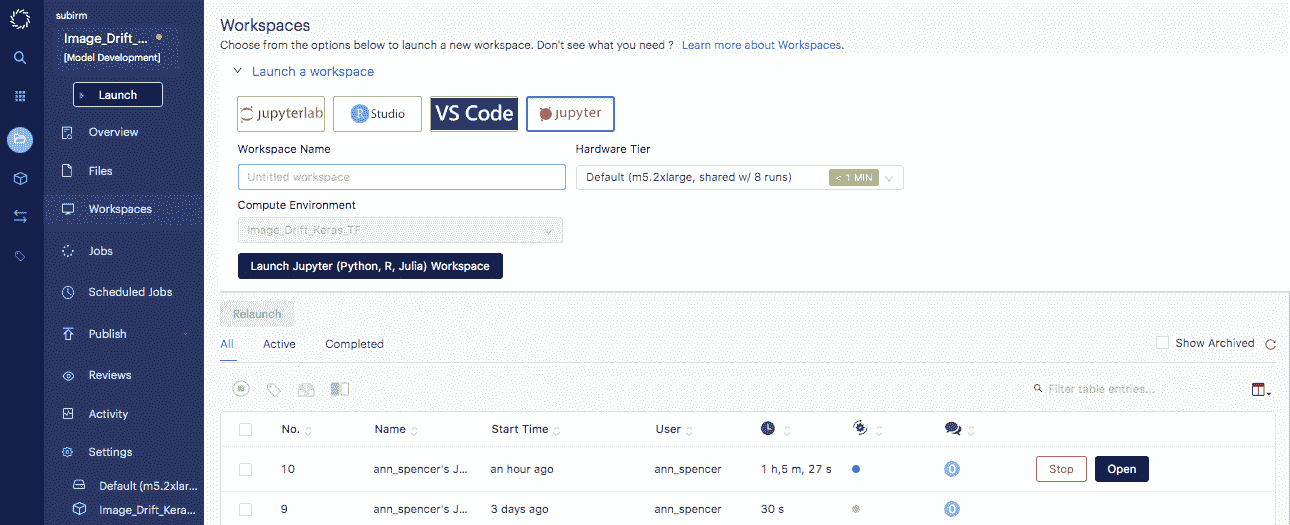 subirm
Image_Drift_...
[Model Development]
Launch
Overview
Files
Workspaces
Jobs
Scheduled Jobs
Publish
Reviews
Activity
Settings
Default (m5.2xlar...
Image_Drift_Kera...
Workspaces
Choose from the options below to launch a new workspace. Don't see what you need ? Learn more about Workspaces.
Launch a workspace
jupyterlab
R Studio
VS Code
jupyter
Workspace Name
Hardware Tier
Untitled workspace
Default (m5.2xlarge, shared w/ 8 runs) < 1 MIN
Compute Environment
Image_Drift_Keras_TF
Launch Jupyter (Python, R, Julia) Workspace
Relaunch
All Active Completed
Show Archived
Filter table entries...
No. Name Start Time User
10 ann_spencer's J... an hour ago ann_spencer 1 h,5 m, 27 s 0 Stop Open
9 ann_spencer's J... 3 days ago ann_spencer 30 s 0